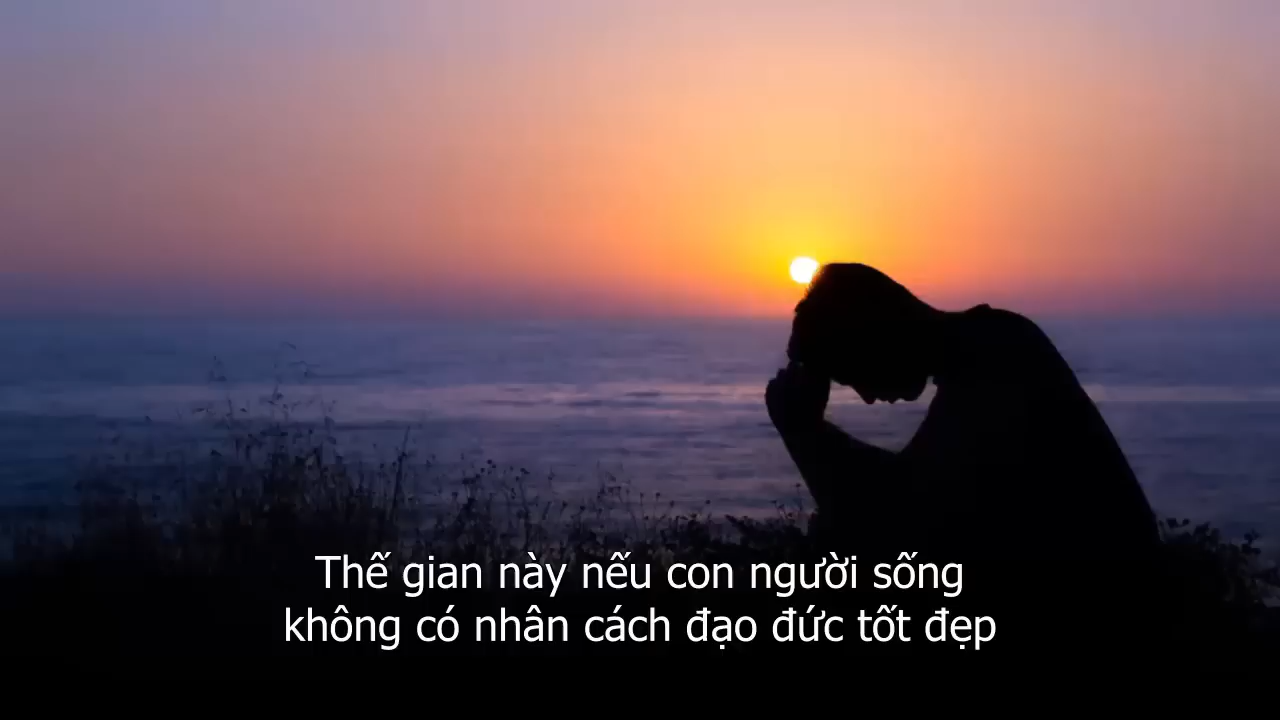 Thế gian này nếu con người sống
không có nhân cách đạo đức tốt đẹp